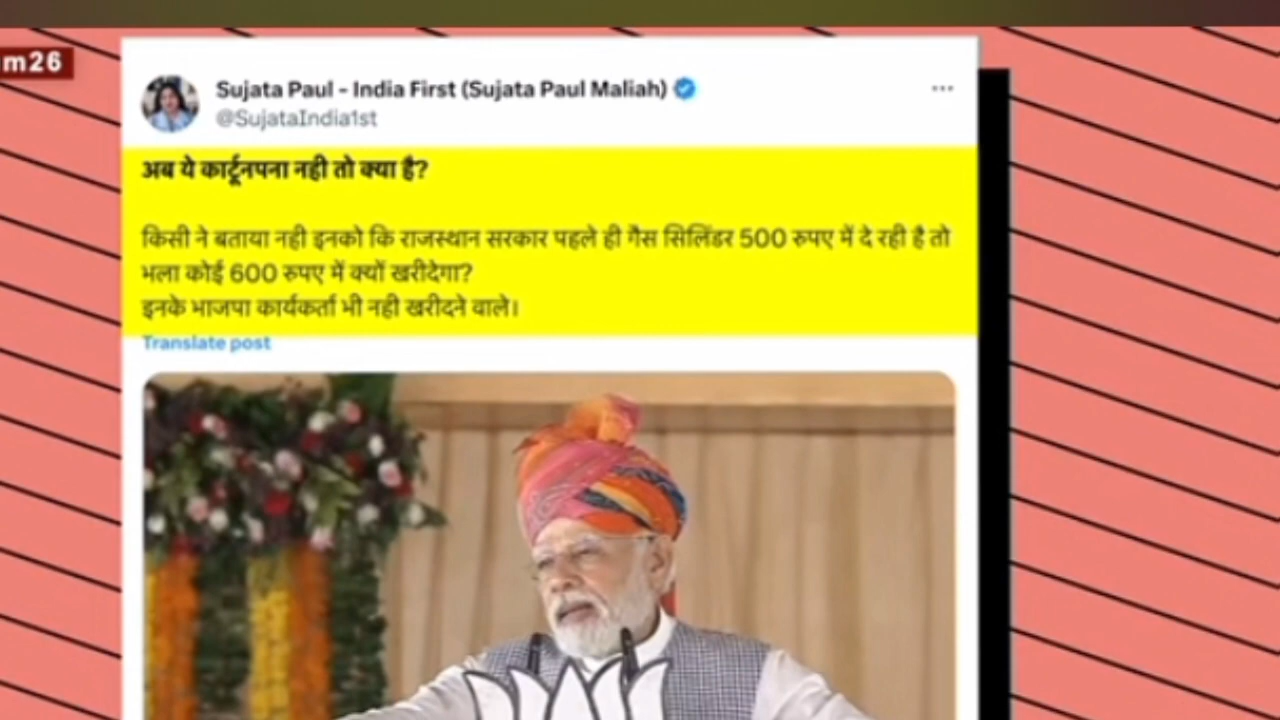 m26
Sujata Paul - India First (Sujata Paul Maliah)
@SujataIndia1st
अब ये कार्टूनपना नही तो क्या है?
किसी ने बताया नही इनको कि राजस्थान सरकार पहले ही गैस सिलिंडर 500 रुपए में दे रही है तो
भला कोई 600 रुपए में क्यों खरीदेगा?
इनके भाजपा कार्यकर्ता भी नही खरीदने वाले।
Translate post